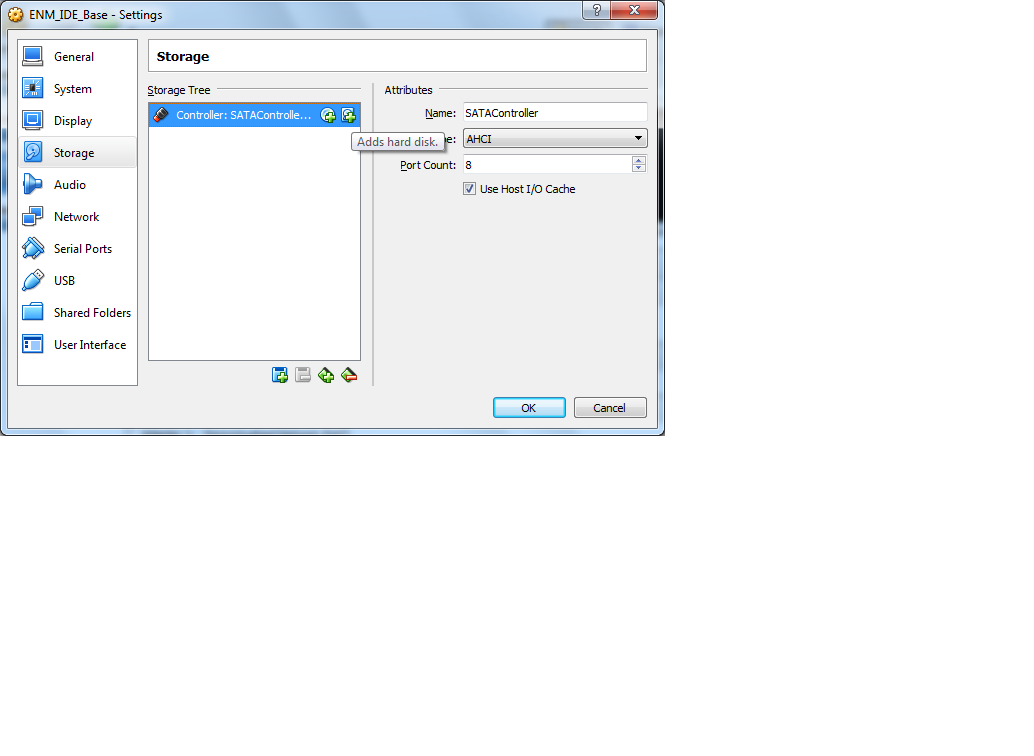 ENM_IDE_Base - Settings
General
System
Display
Storage
Audio
Network
Serial Ports
USB
Shared Folders
User Interface
Storage
Storage Tree
Controller: SATAControlle...
Adds hard disk.
Attributes
Name: SATAController
AHCI
Port Count: 8
Use Host I/O Cache
OK
Cancel